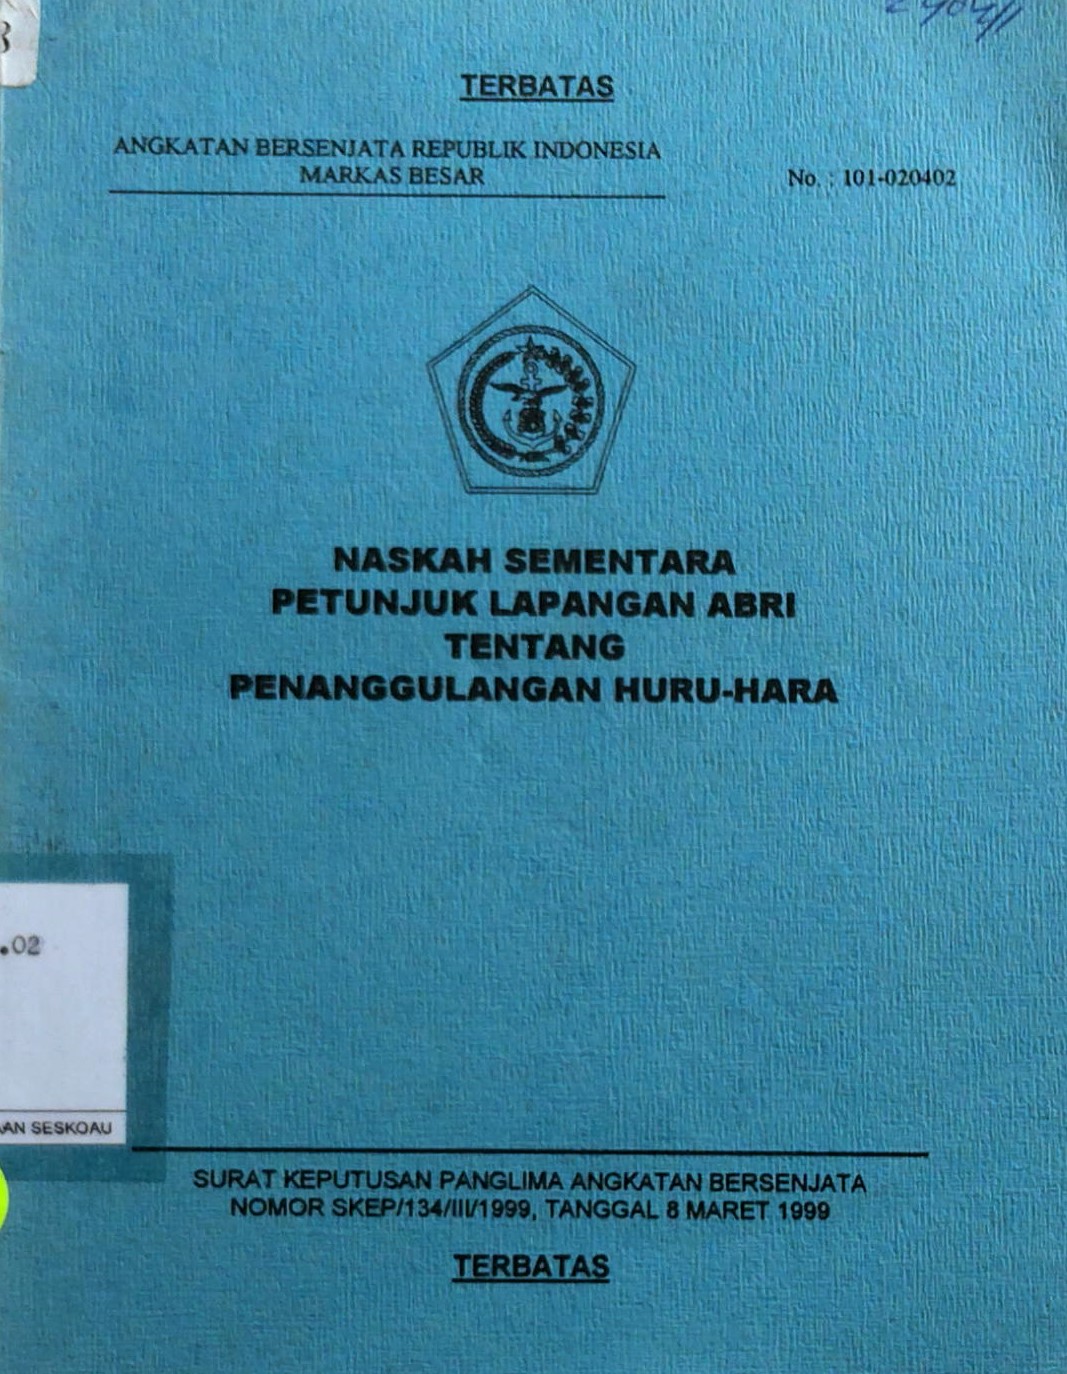 TERBATAS
ANGKATAN BERSENJATA REPUBLIK INDONESIA
MARKAS BESAR
No. : 101-020402
NASKAH SEMENTARA
PETUNJUK LAPANGAN ABRI
TENTANG
PENANGGULANGAN HURU-HARA
.02
AAN SESKOAU
SURAT KEPUTUSAN PANGLIMA ANGKATAN BERSENJATA
NOMOR SKEP/134/III/1999, TANGGAL 8 MARET 1999
TERBATAS